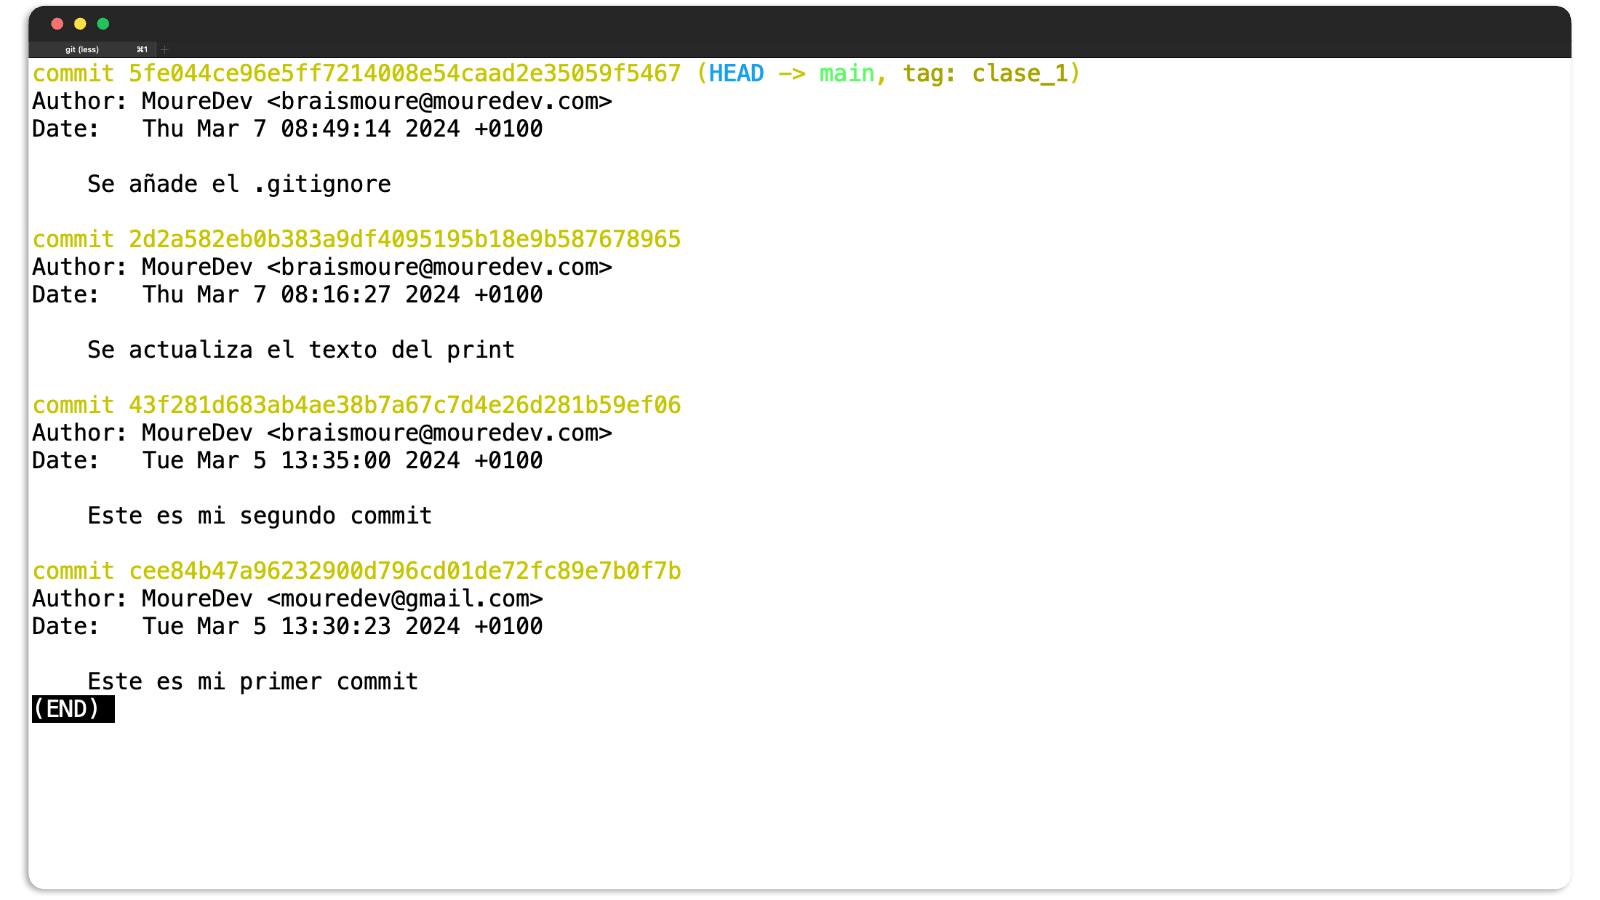 git (less) ⌘1 +
commit 5fe044ce96e5ff7214008e54caad2e35059f5467 (HEAD -> main, tag: clase_1)
Author: MoureDev <braismoure@mouredev.com>
Date:   Thu Mar 7 08:49:14 2024 +0100
Se añade el .gitignore
commit 2d2a582eb0b383a9df4095195b18e9b587678965
Author: MoureDev <braismoure@mouredev.com>
Date:   Thu Mar 7 08:16:27 2024 +0100
Se actualiza el texto del print
commit 43f281d683ab4ae38b7a67c7d4e26d281b59ef06
Author: MoureDev <braismoure@mouredev.com>
Date:   Tue Mar 5 13:35:00 2024 +0100
Este es mi segundo commit
commit cee84b47a96232900d796cd01de72fc89e7b0f7b
Author: MoureDev <mouredev@gmail.com>
Date:   Tue Mar 5 13:30:23 2024 +0100
Este es mi primer commit
(END)